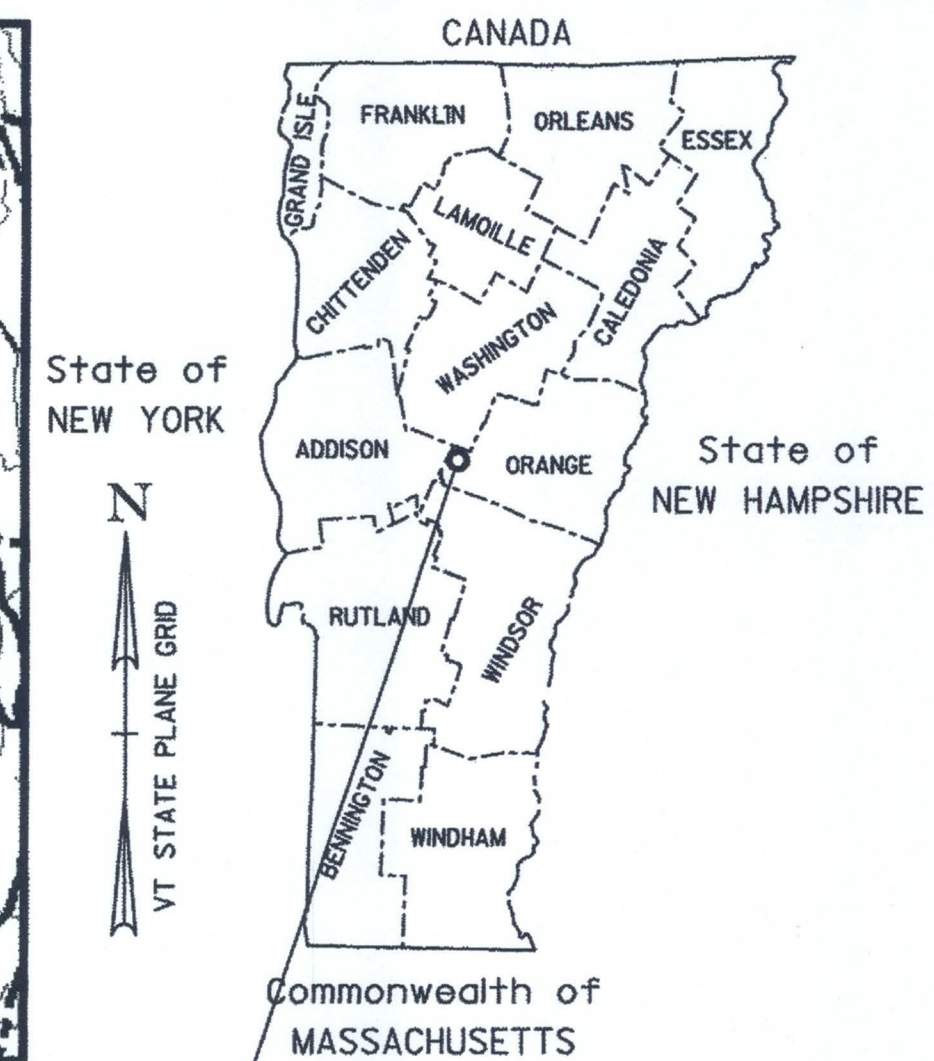 CANADA
GRAND ISLE
FRANKLIN
ORLEANS
ESSEX
LAMOILLE
CHITTENDEN
CALEDONIA
WASHINGTON
State of
NEW YORK
ADDISON
ORANGE
State of
NEW HAMPSHIRE
N
VT STATE PLANE GRID
RUTLAND
WINDSOR
BENNINGTON
WINDHAM
Commonwealth of
MASSACHUSETTS